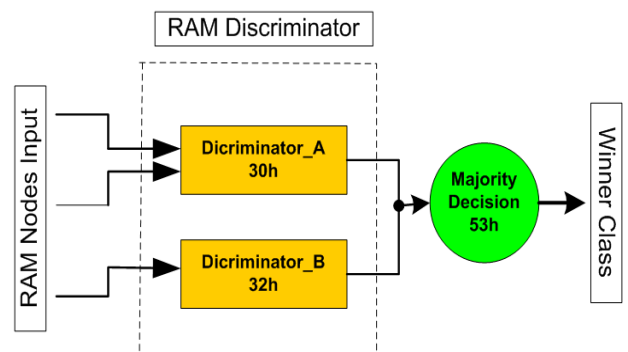 RAM Discriminator
RAM Nodes Input
Dicriminator_A
30h
Dicriminator_B
32h
Majority
Decision
53h
Winner Class